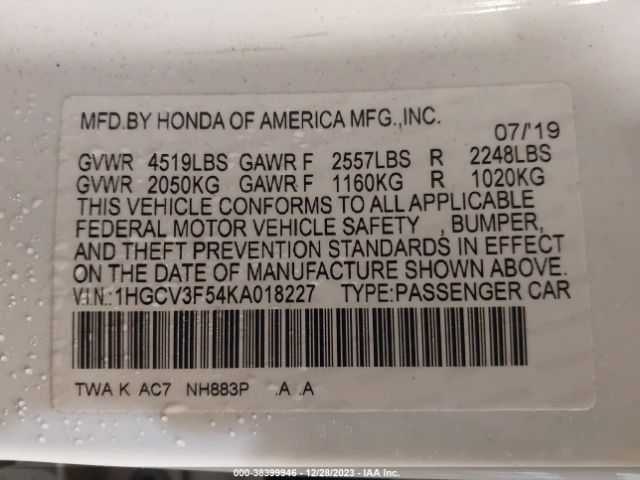 MFD.BY HONDA OF AMERICA MFG.,INC.
07/'19
GVWR 4519LBS GAWR F 2557LBS R 2248LBS
GVWR 2050KG GAWR F 1160KG R 1020KG
THIS VEHICLE CONFORMS TO ALL APPLICABLE
FEDERAL MOTOR VEHICLE SAFETY , BUMPER,
AND THEFT PREVENTION STANDARDS IN EFFECT
ON THE DATE OF MANUFACTURE SHOWN ABOVE.
V.I.N.:1HGCV3F54KA018227 TYPE:PASSENGER CAR
TWA K AC7 NH883P .A .A
000-38399946 - 12/28/2023 - IAA Inc.